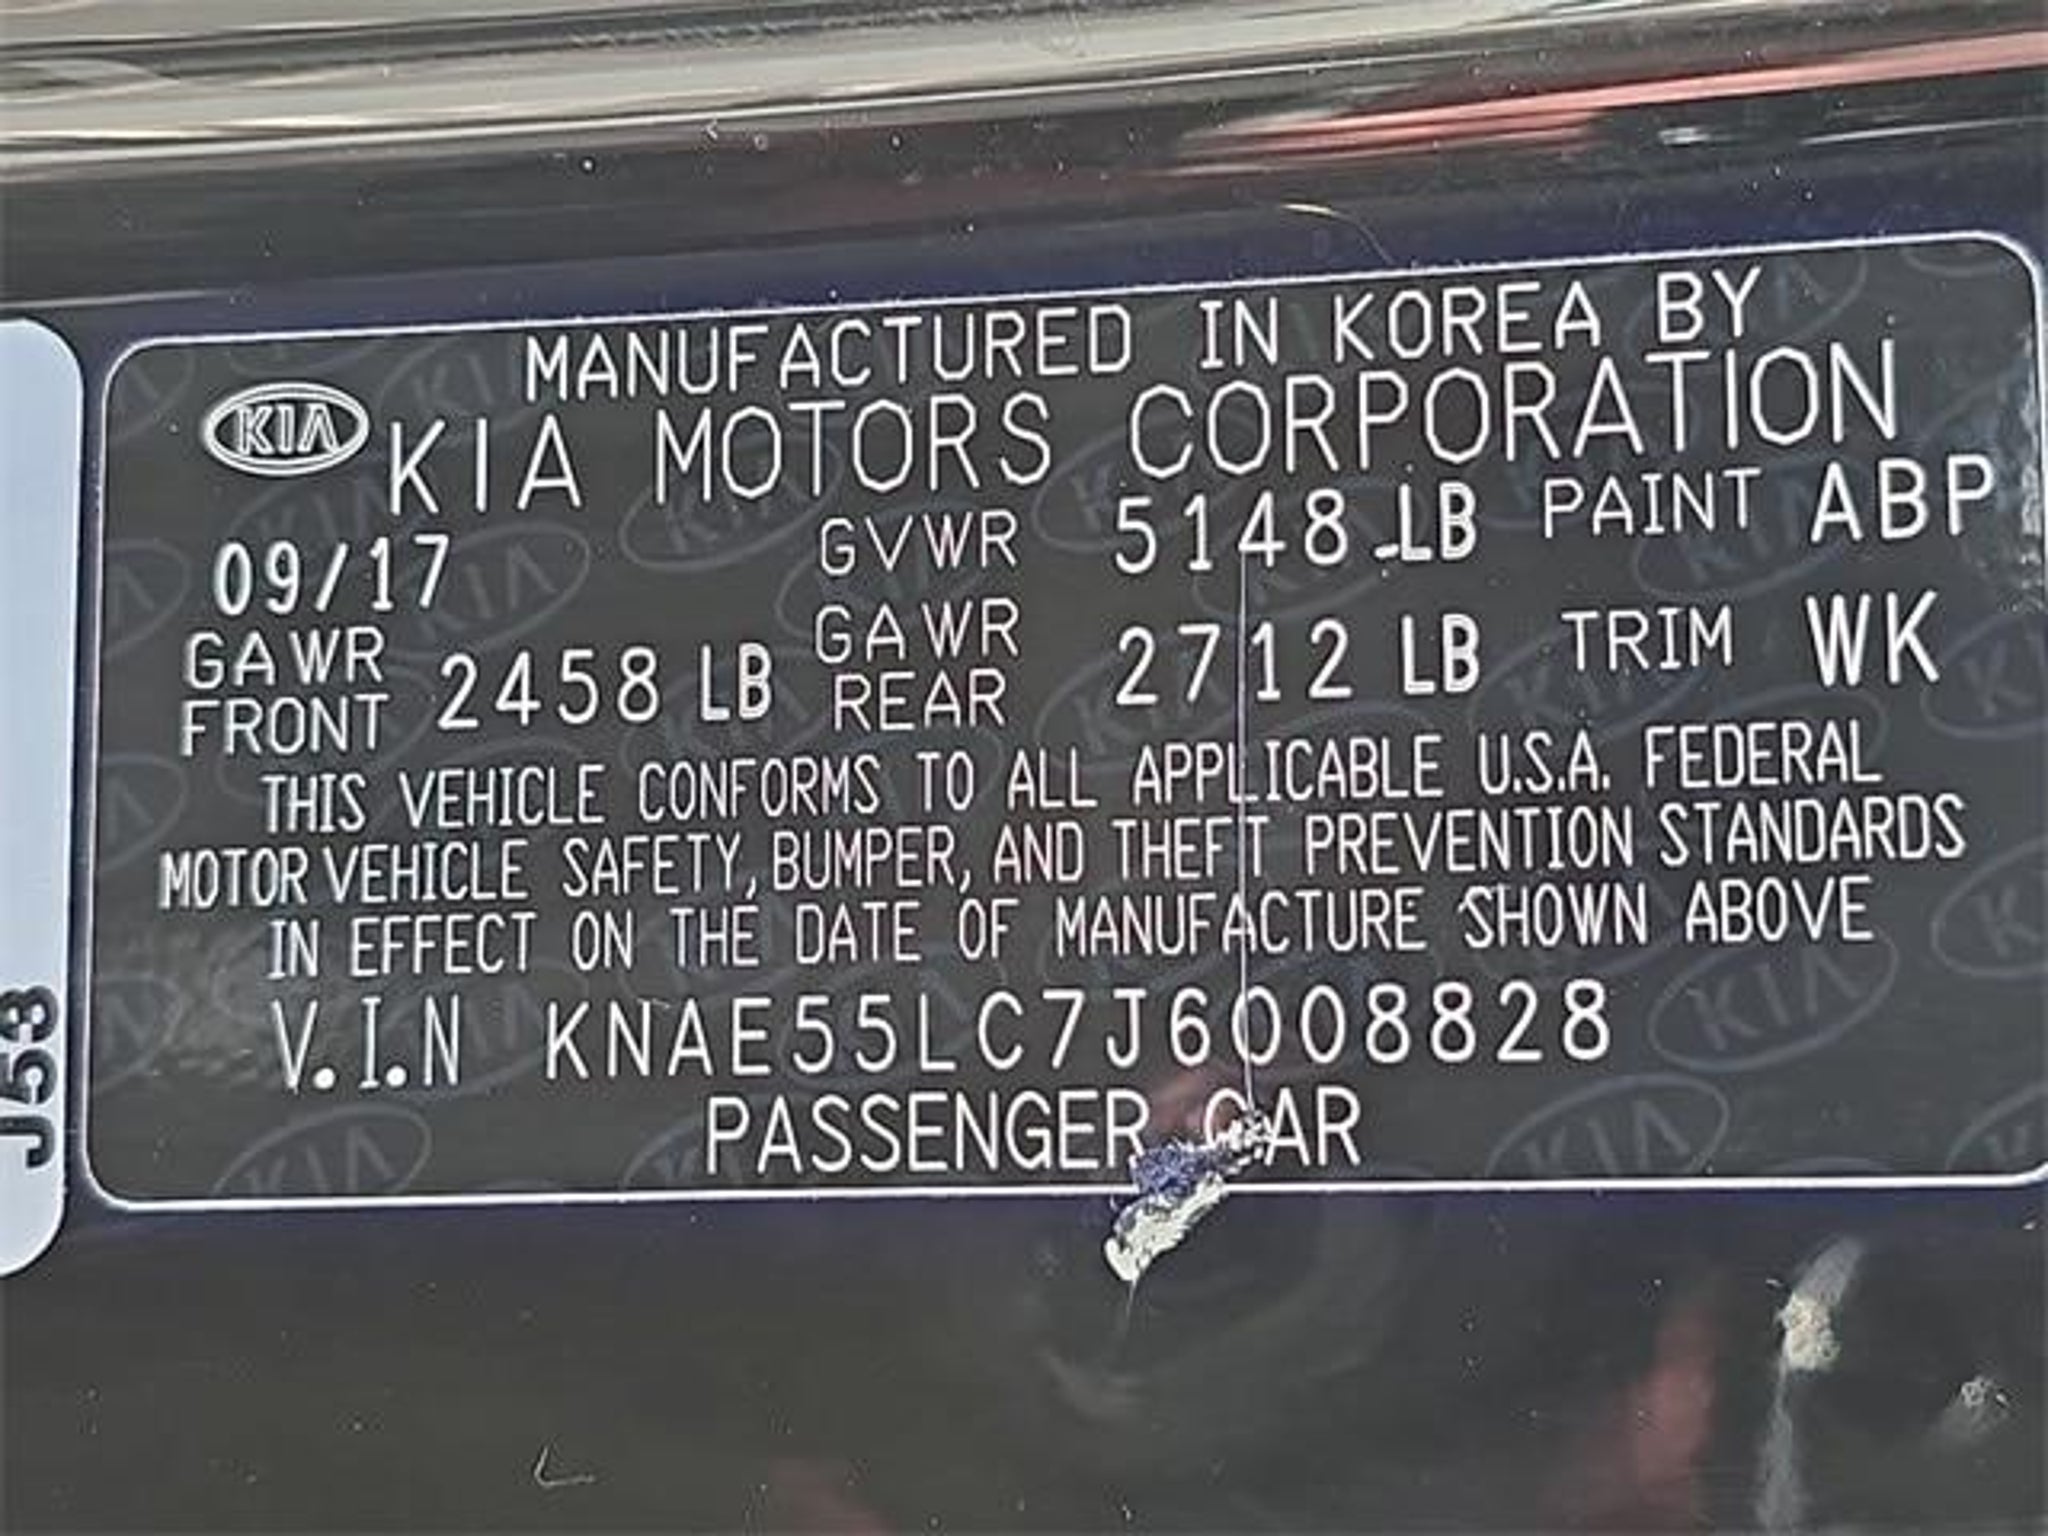 MANUFACTURED IN KOREA BY
KIA KIA MOTORS CORPORATION
09/17 GVWR 5148 LB PAINT ABP
GAWR FRONT 2458 LB GAWR REAR 2712 LB TRIM WK
THIS VEHICLE CONFORMS TO ALL APPLICABLE U.S.A. FEDERAL
MOTOR VEHICLE SAFETY, BUMPER, AND THEFT PREVENTION STANDARDS
IN EFFECT ON THE DATE OF MANUFACTURE SHOWN ABOVE
V.I.N KNAE55LC7J6008828
PASSENGER CAR
J53